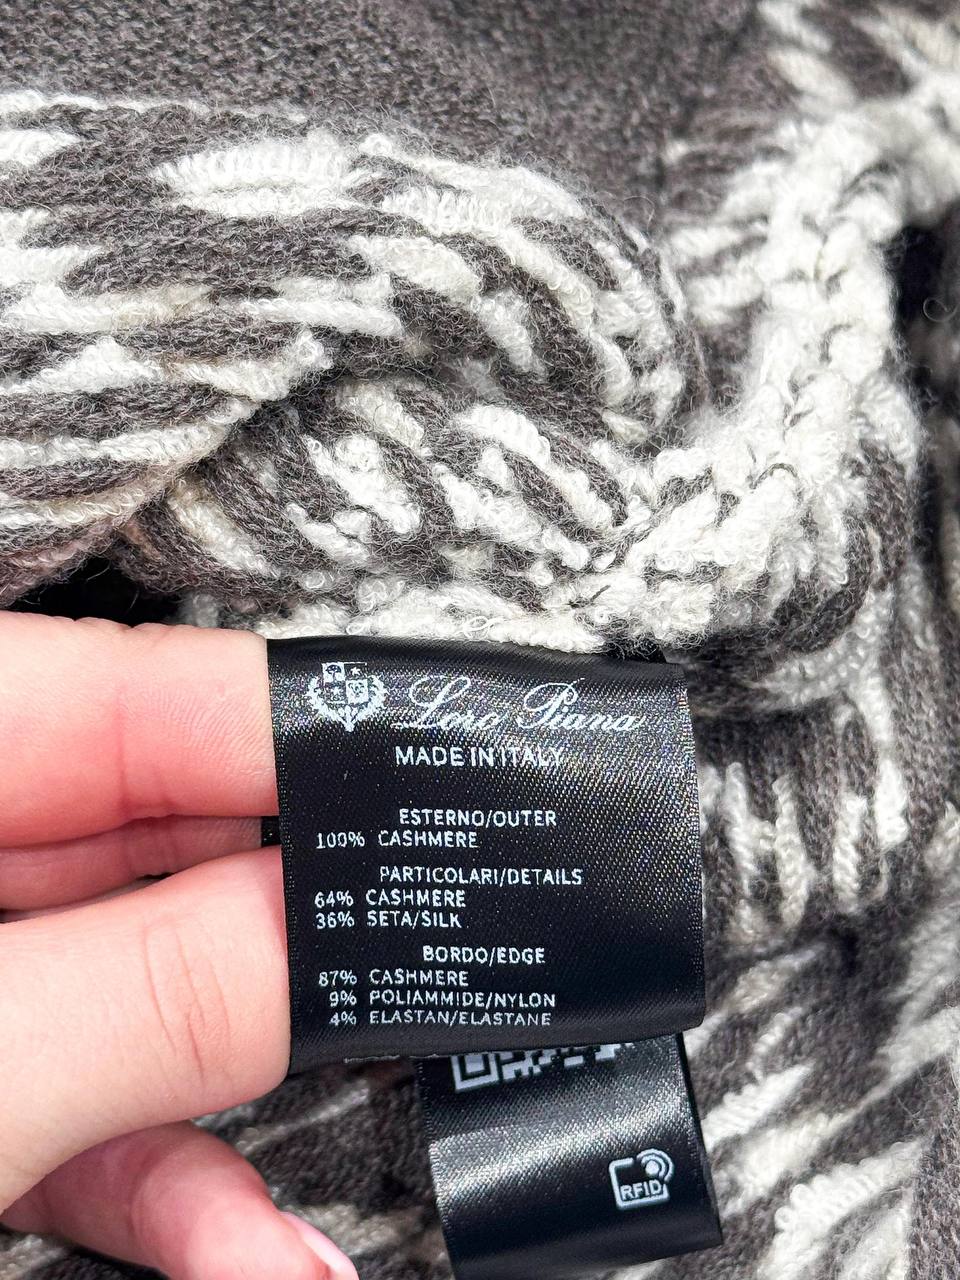 Loro Piana
MADE IN ITALY
ESTERNO/OUTER
100% CASHMERE
PARTICOLARI/DETAILS
64% CASHMERE
36% SETA/SILK
BORDO/EDGE
87% CASHMERE
9% POLIAMMIDE/NYLON
4% ELASTAN/ELASTANE
RFID